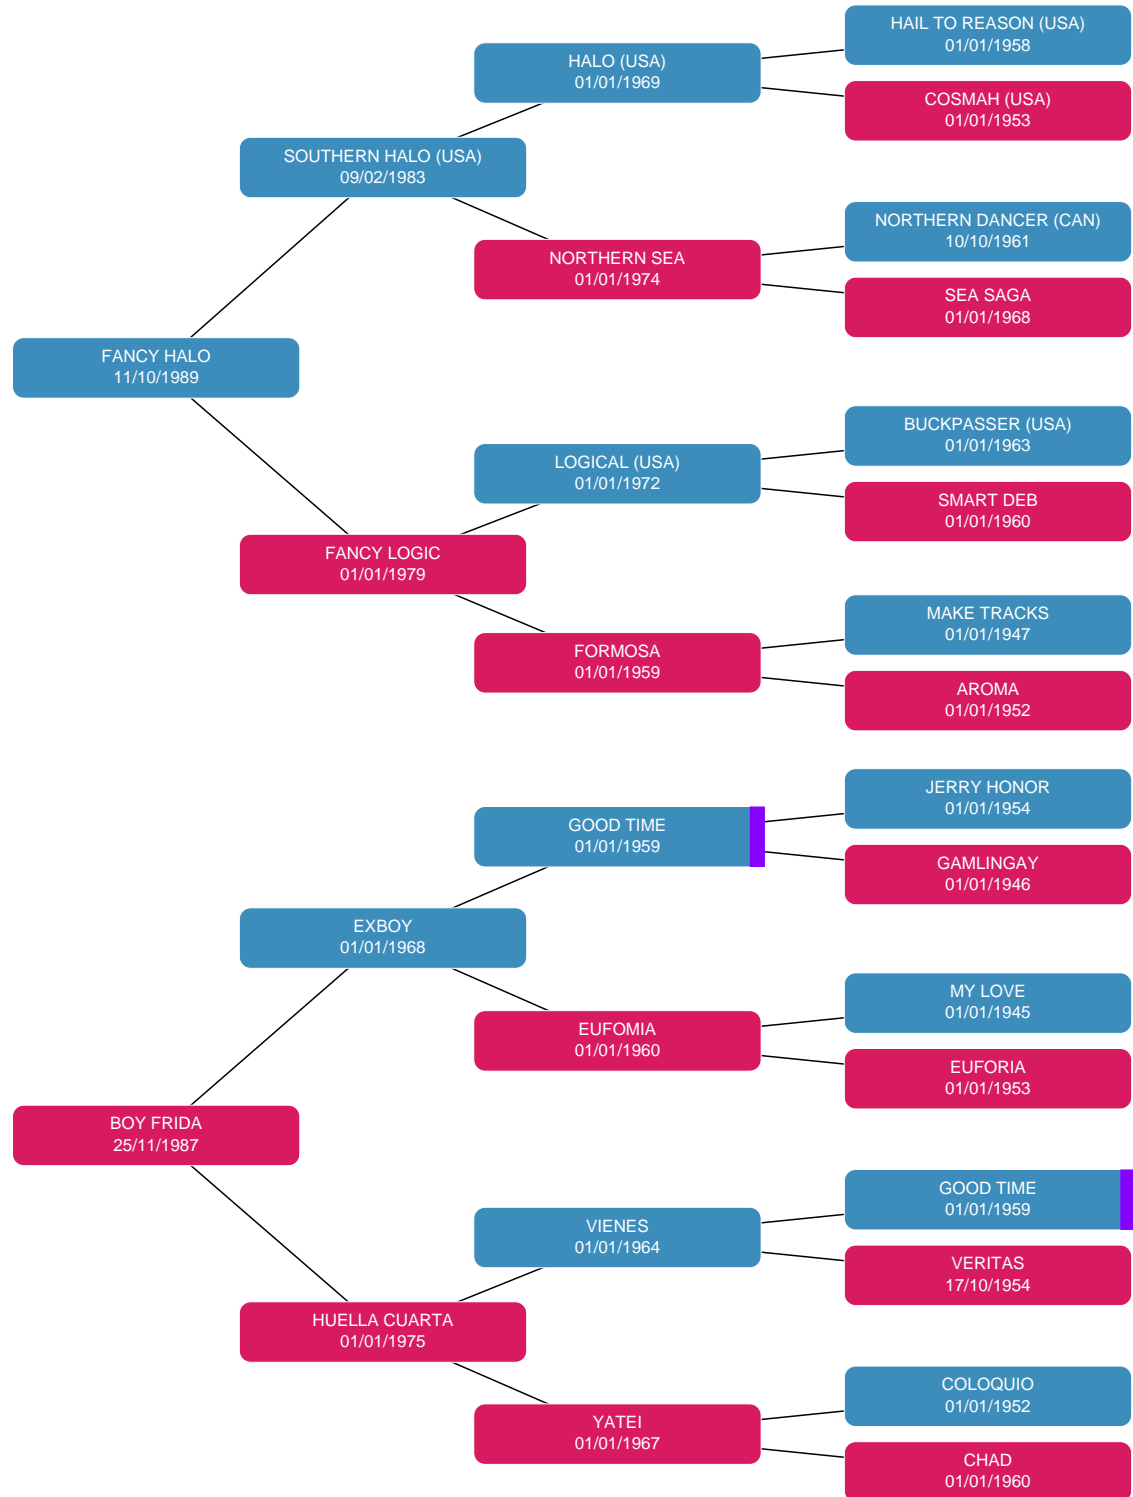 HAIL TO REASON (USA)
01/01/1958
HALO (USA)
01/01/1969
COSMAH (USA)
01/01/1953
SOUTHERN HALO (USA)
09/02/1983
NORTHERN DANCER (CAN)
10/10/1961
NORTHERN SEA
01/01/1974
SEA SAGA
01/01/1968
FANCY HALO
11/10/1989
BUCKPASSER (USA)
01/01/1963
LOGICAL (USA)
01/01/1972
SMART DEB
01/01/1960
FANCY LOGIC
01/01/1979
MAKE TRACKS
01/01/1947
FORMOSA
01/01/1959
AROMA
01/01/1952
JERRY HONOR
01/01/1954
GOOD TIME
01/01/1959
GAMLINGAY
01/01/1946
EXBOY
01/01/1968
MY LOVE
01/01/1945
EUFOMIA
01/01/1960
EUFORIA
01/01/1953
BOY FRIDA
25/11/1987
GOOD TIME
01/01/1959
VIENES
01/01/1964
VERITAS
17/10/1954
HUELLA CUARTA
01/01/1975
COLOQUIO
01/01/1952
YATEI
01/01/1967
CHAD
01/01/1960